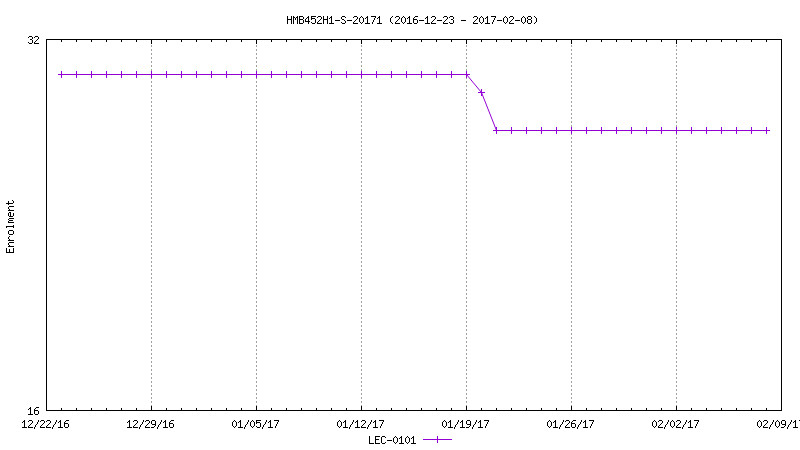 HMB452H1-S-20171 (2016-12-23 - 2017-02-08)
32
Enrolment
16
12/22/16 12/29/16 01/05/17 01/12/17 01/19/17 01/26/17 02/02/17 02/09/1
LEC-0101